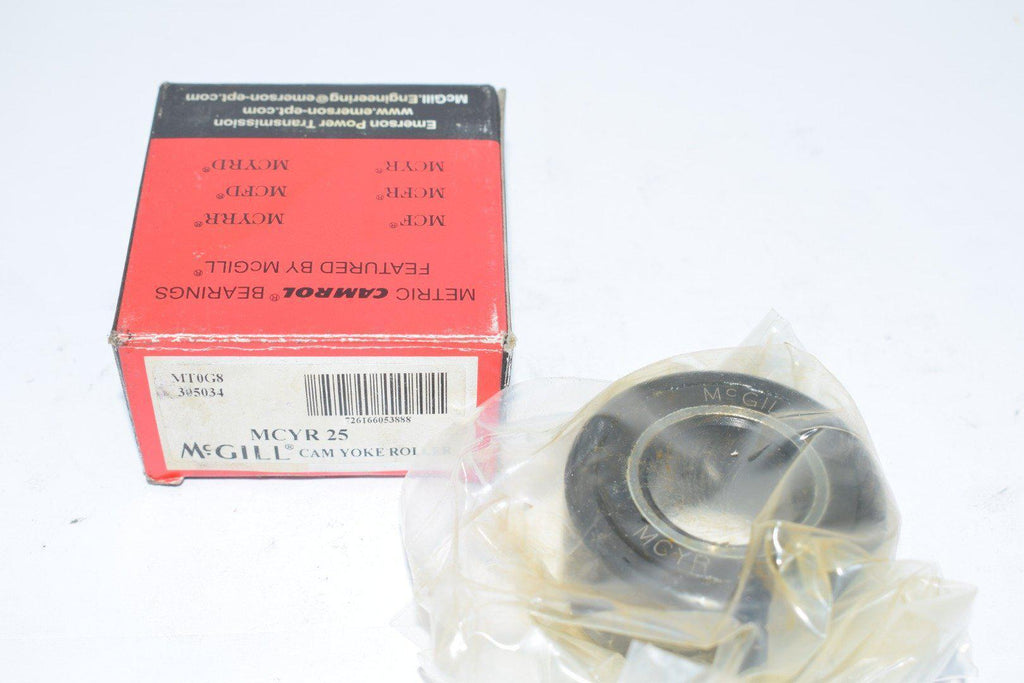 METRIC CAMROL® BEARINGS
FEATURED BY McGILL®
MCF® MCYRR®
MCFR® MCFD®
MCYR® MCYRD®
Emerson Power Transmission
www.emerson-ept.com
McGill.Engineering@emerson-ept.com
MT0G8
305034
726166053888
MCYR 25
McGILL® CAM YOKE ROLLER
McGILL
MCYR